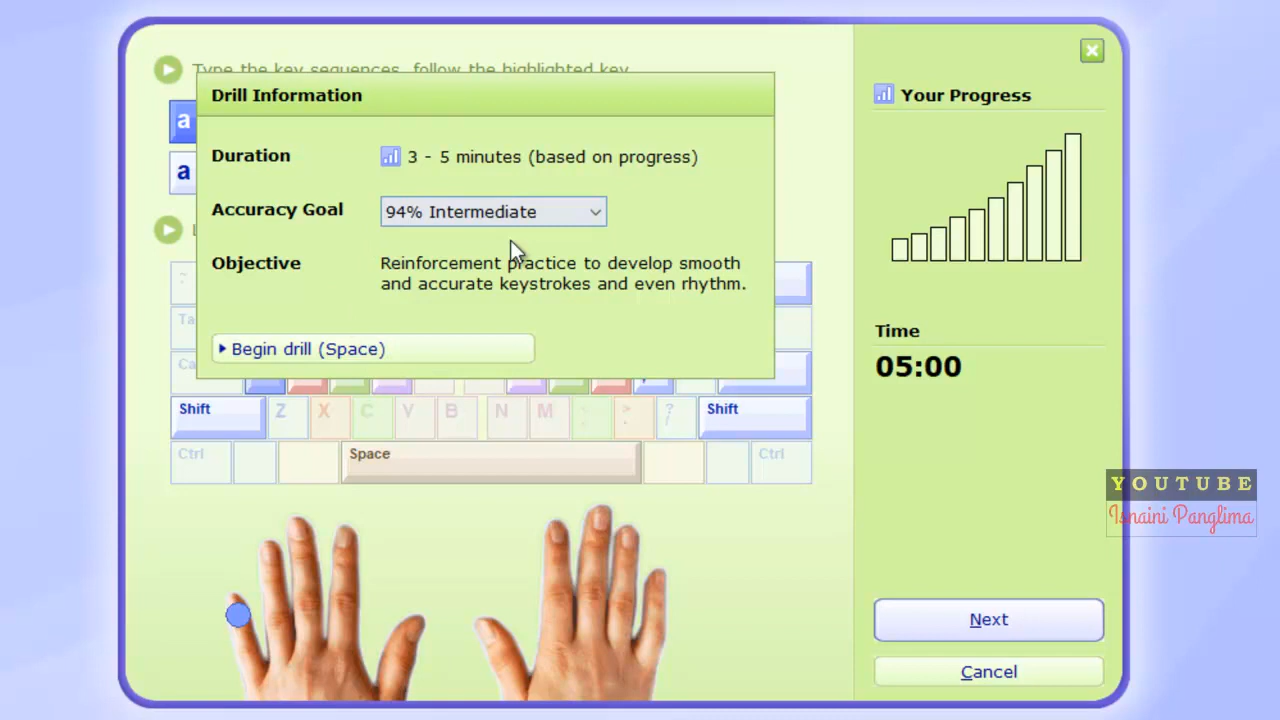 Type the key sequences, follow the highlighted key
Drill Information
a
a
Duration
3 - 5 minutes (based on progress)
Accuracy Goal
94% Intermediate
Objective
Reinforcement practice to develop smooth
and accurate keystrokes and even rhythm.
Begin drill (Space)
Shift Z X C V B N M < > ? / Shift
Ctrl Space Ctrl
Your Progress
Time
05:00
YOUTUBE
Isnaini Panglima
Next
Cancel